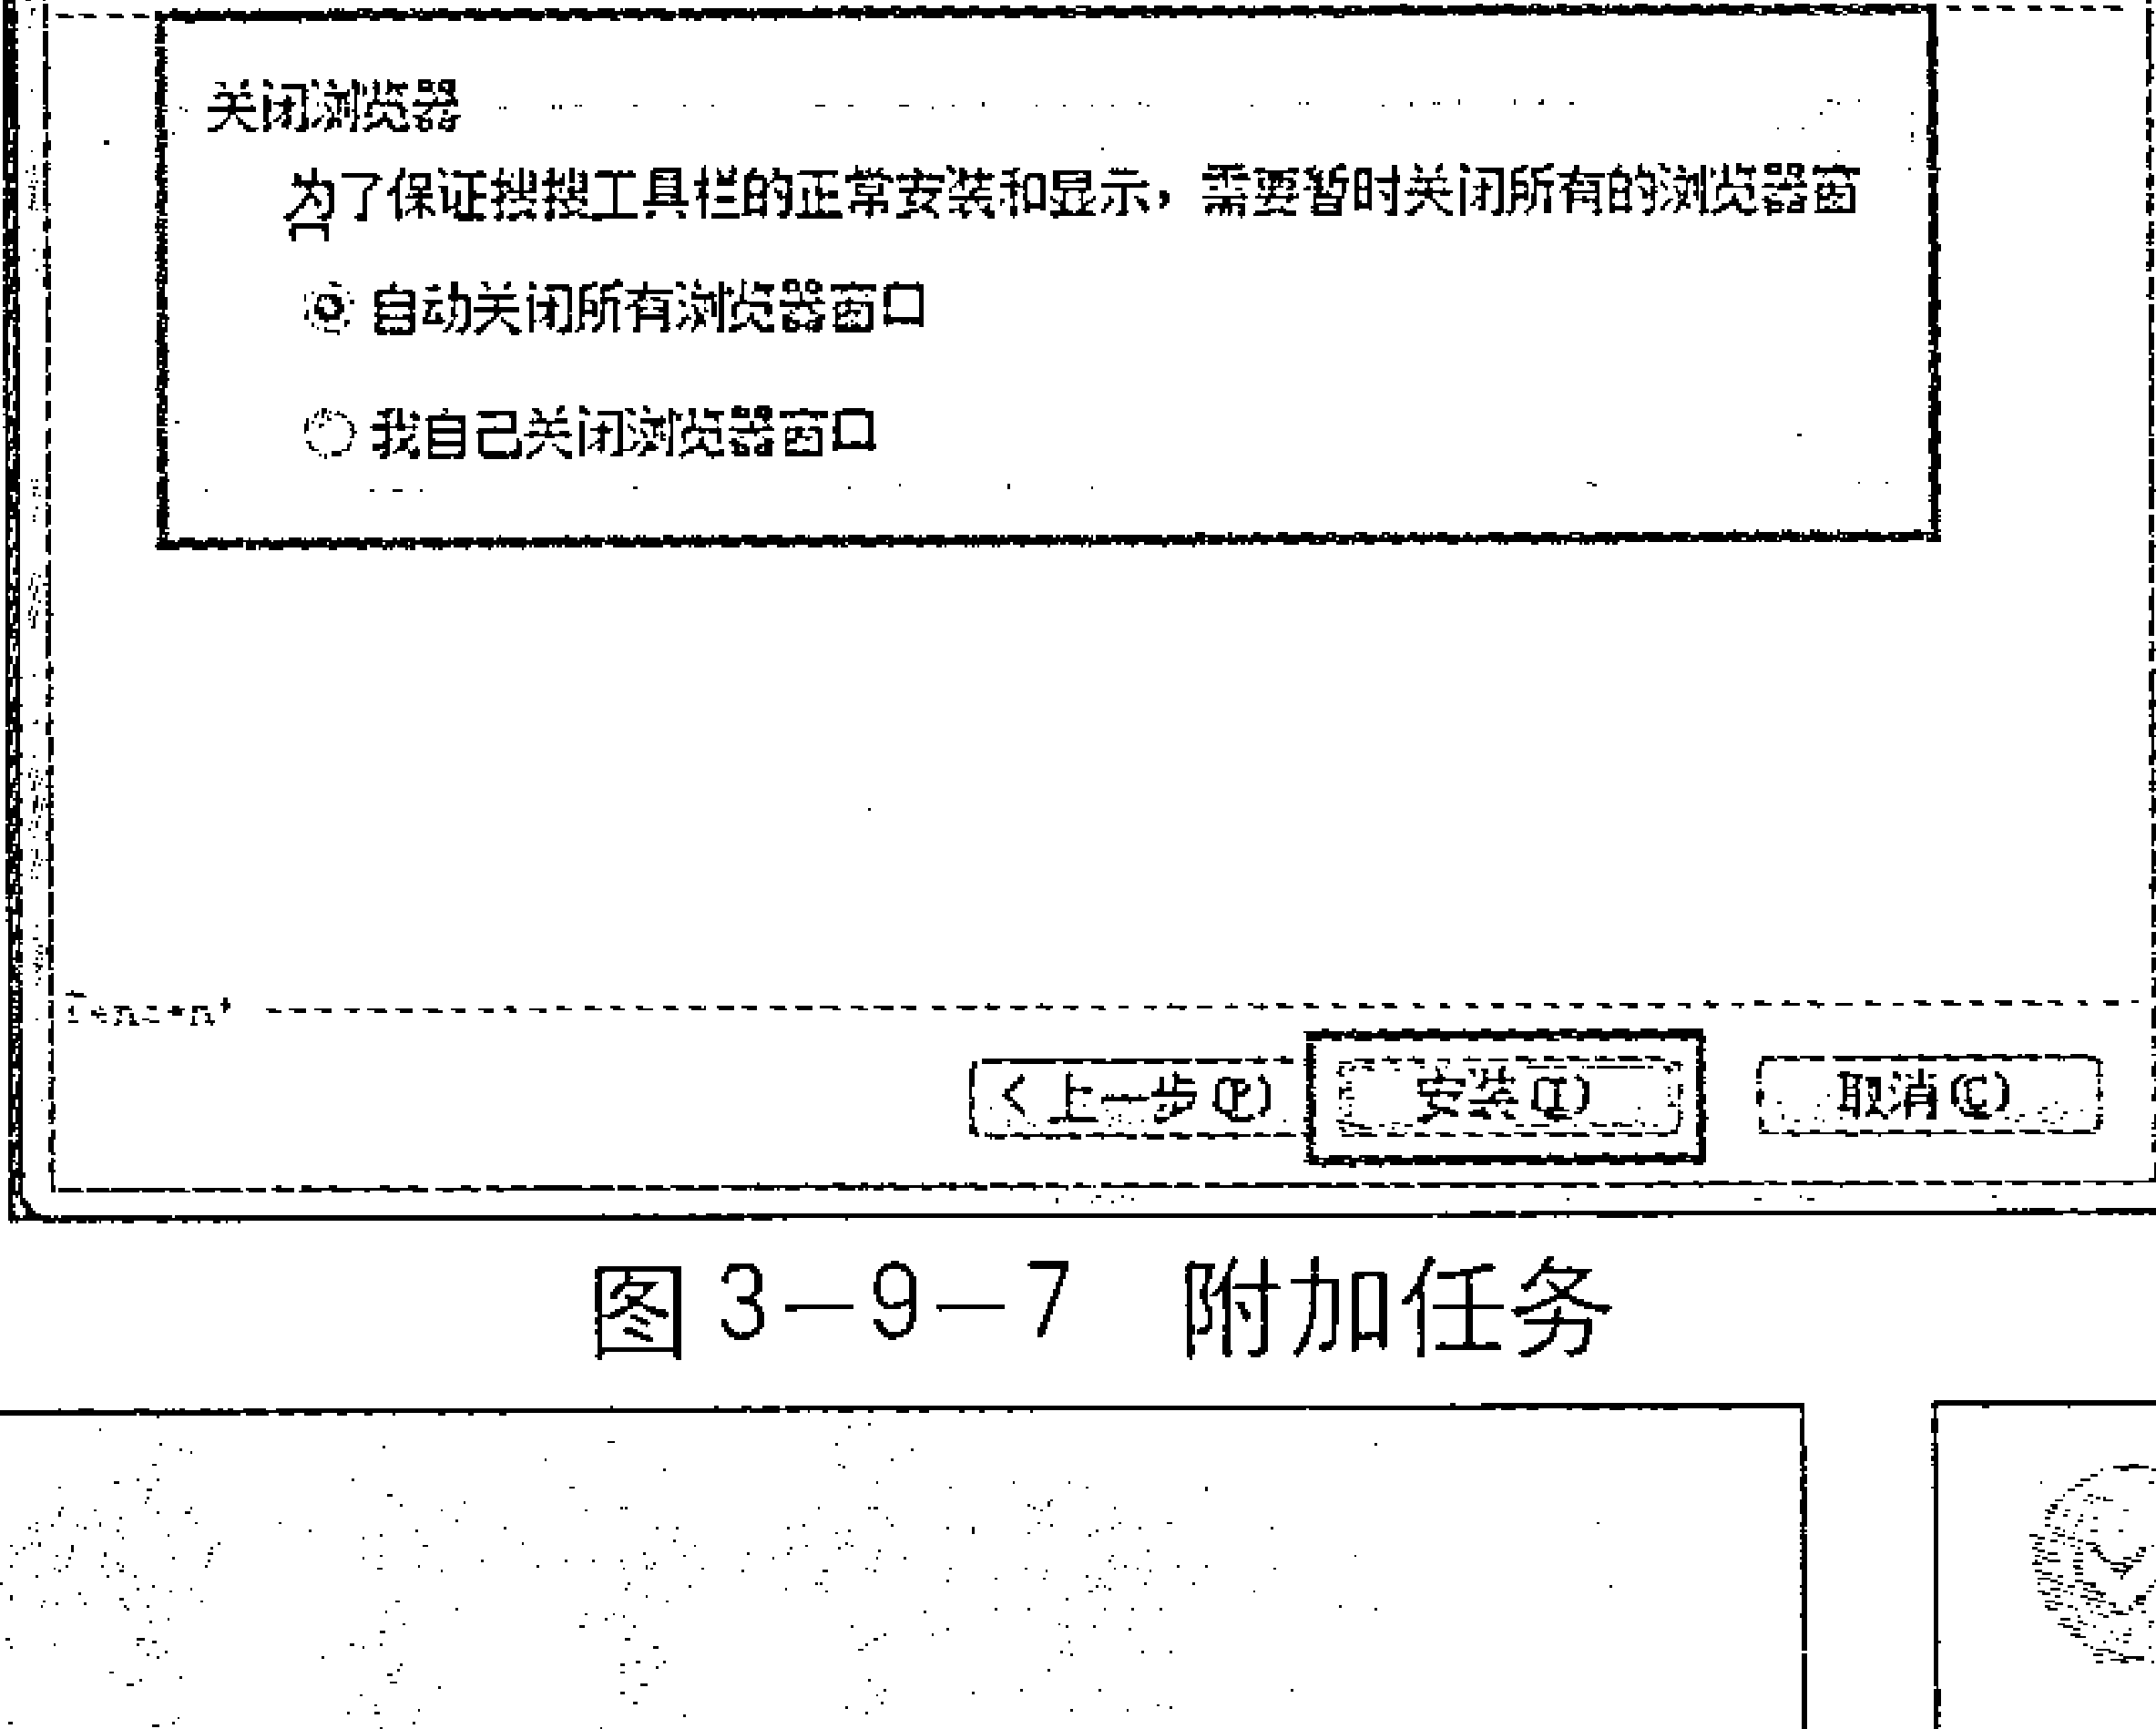 关闭浏览器
为了保证搜搜工具栏的正常安装和显示，需要暂时关闭所有的浏览器窗
自动关闭所有浏览器窗口
我自己关闭浏览器窗口
Tencent
< 上一步(P) 安装(I) 取消(C)
图3-9-7 附加任务